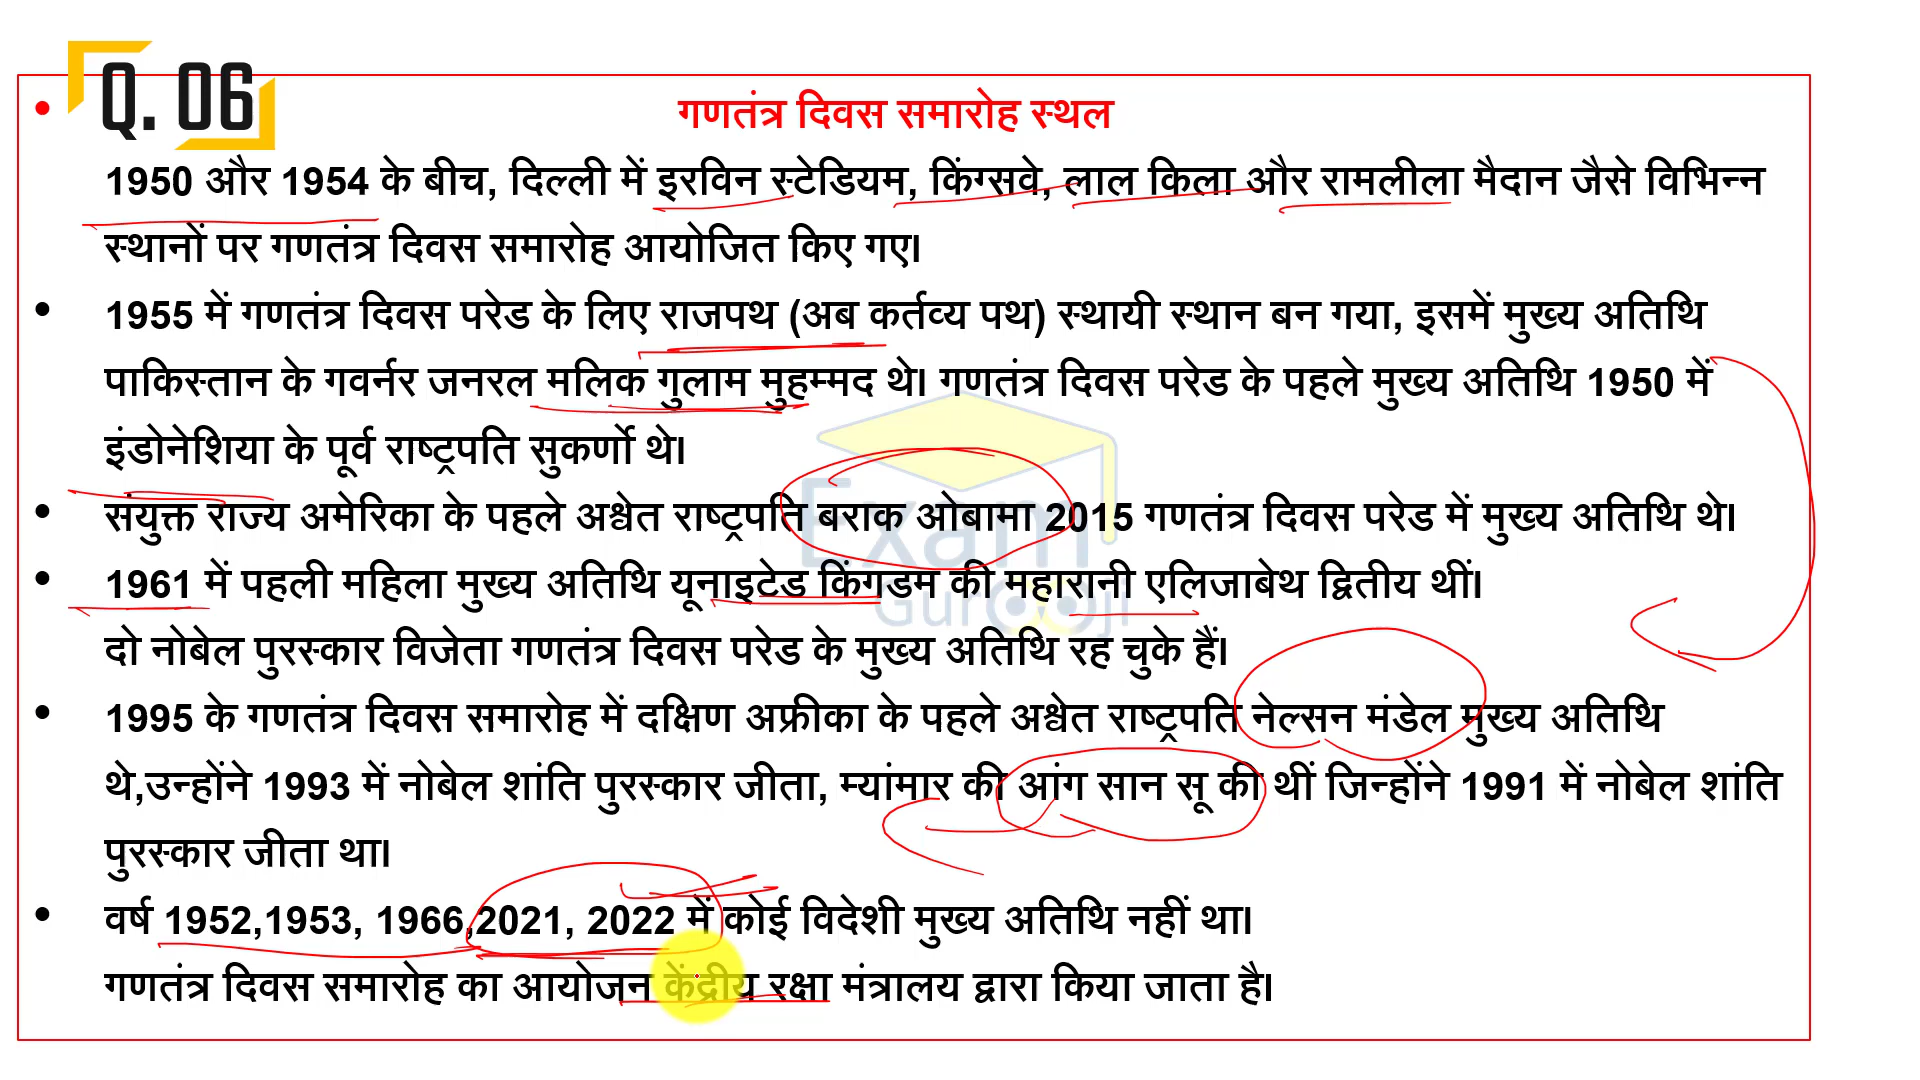 Q. 06
• गणतंत्र दिवस समारोह स्थल
1950 और 1954 के बीच, दिल्ली में इरविन स्टेडियम, किंग्सवे, लाल किला और रामलीला मैदान जैसे विभिन्न
स्थानों पर गणतंत्र दिवस समारोह आयोजित किए गए।
• 1955 में गणतंत्र दिवस परेड के लिए राजपथ (अब कर्तव्य पथ) स्थायी स्थान बन गया, इसमें मुख्य अतिथि
पाकिस्तान के गवर्नर जनरल मलिक गुलाम मुहम्मद थे। गणतंत्र दिवस परेड के पहले मुख्य अतिथि 1950 में
इंडोनेशिया के पूर्व राष्ट्रपति सुकर्णो थे।
• संयुक्त राज्य अमेरिका के पहले अश्वेत राष्ट्रपति बराक ओबामा 2015 गणतंत्र दिवस परेड में मुख्य अतिथि थे।
• 1961 में पहली महिला मुख्य अतिथि यूनाइटेड किंगडम की महारानी एलिजाबेथ द्वितीय थीं।
दो नोबेल पुरस्कार विजेता गणतंत्र दिवस परेड के मुख्य अतिथि रह चुके हैं।
• 1995 के गणतंत्र दिवस समारोह में दक्षिण अफ्रीका के पहले अश्वेत राष्ट्रपति नेल्सन मंडेल मुख्य अतिथि
थे,उन्होंने 1993 में नोबेल शांति पुरस्कार जीता, म्यांमार की आंग सान सू की थीं जिन्होंने 1991 में नोबेल शांति
पुरस्कार जीता था।
• वर्ष 1952,1953, 1966,2021, 2022 में कोई विदेशी मुख्य अतिथि नहीं था।
गणतंत्र दिवस समारोह का आयोजन केंद्रीय रक्षा मंत्रालय द्वारा किया जाता है।
Exam
Gurooji